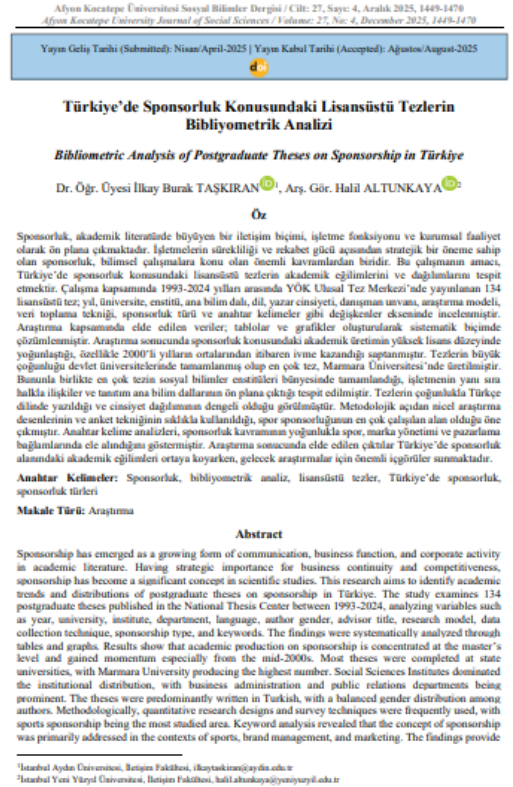 Afyon Kocatepe Üniversitesi Sosyal Bilimler Dergisi / Cilt: 27, Sayı: 4, Aralık 2025, 1449-1470
Afyon Kocatepe University Journal of Social Sciences / Volume: 27, No: 4, December 2025, 1449-1470
Yayın Geliş Tarihi (Submitted): Nisan/April-2025 | Yayın Kabul Tarihi (Accepted): Ağustos/August-2025
doi
Türkiye’de Sponsorluk Konusundaki Lisansüstü Tezlerin
Bibliyometrik Analizi
Bibliometric Analysis of Postgraduate Theses on Sponsorship in Türkiye
Dr. Öğr. Üyesi İlkay Burak TAŞKIRAN iD 1, Arş. Gör. Halil ALTUNKAYA iD 2
Öz
Sponsorluk, akademik literatürde büyüyen bir iletişim biçimi, işletme fonksiyonu ve kurumsal faaliyet
olarak ön plana çıkmaktadır. İşletmelerin sürekliliği ve rekabet gücü açısından stratejik bir öneme sahip
olan sponsorluk, bilimsel çalışmalara konu olan önemli kavramlardan biridir. Bu çalışmanın amacı,
Türkiye’de sponsorluk konusundaki lisansüstü tezlerin akademik eğilimlerini ve dağılımlarını tespit
etmektir. Çalışma kapsamında 1993-2024 yılları arasında YÖK Ulusal Tez Merkezi’nde yayınlanan 134
lisansüstü tez; yıl, üniversite, enstitü, ana bilim dalı, dil, yazar cinsiyeti, danışman unvanı, araştırma modeli,
veri toplama tekniği, sponsorluk türü ve anahtar kelimeler gibi değişkenler ekseninde incelenmiştir.
Araştırma kapsamında elde edilen veriler; tablolar ve grafikler oluşturularak sistematik biçimde
çözümlenmiştir. Araştırma sonucunda sponsorluk konusundaki akademik üretimin yüksek lisans düzeyinde
yoğunlaştığı, özellikle 2000’li yılların ortalarından itibaren ivme kazandığı saptanmıştır. Tezlerin büyük
çoğunluğu devlet üniversitelerinde tamamlanmış olup en çok tez, Marmara Üniversitesi’nde üretilmiştir.
Bununla birlikte en çok tezin sosyal bilimler enstitüleri bünyesinde tamamlandığı, işletmenin yanı sıra
halkla ilişkiler ve tanıtım ana bilim dallarının ön plana çıktığı tespit edilmiştir. Tezlerin çoğunlukla Türkçe
dilinde yazıldığı ve cinsiyet dağılımının dengeli olduğu görülmüştür. Metodolojik açıdan nicel araştırma
desenlerinin ve anket tekniğinin sıklıkla kullanıldığı, spor sponsorluğunun en çok çalışılan alan olduğu öne
çıkmıştır. Anahtar kelime analizleri, sponsorluk kavramının yoğunlukla spor, marka yönetimi ve pazarlama
bağlamlarında ele alındığını göstermiştir. Araştırma sonucunda elde edilen çıktılar Türkiye’de sponsorluk
alanındaki akademik eğilimleri ortaya koyarken, gelecek araştırmalar için önemli içgörüler sunmaktadır.
Anahtar Kelimeler: Sponsorluk, bibliyometrik analiz, lisansüstü tezler, Türkiye’de sponsorluk,
sponsorluk türleri
Makale Türü: Araştırma
Abstract
Sponsorship has emerged as a growing form of communication, business function, and corporate activity
in academic literature. Having strategic importance for business continuity and competitiveness,
sponsorship has become a significant concept in scientific studies. This research aims to identify academic
trends and distributions of postgraduate theses on sponsorship in Türkiye. The study examines 134
postgraduate theses published in the National Thesis Center between 1993-2024, analyzing variables such
as year, university, institute, department, language, author gender, advisor title, research model, data
collection technique, sponsorship type, and keywords. The findings were systematically analyzed through
tables and graphs. Results show that academic production on sponsorship is concentrated at the master’s
level and gained momentum especially from the mid-2000s. Most theses were completed at state
universities, with Marmara University producing the highest number. Social Sciences Institutes dominated
the institutional distribution, with business administration and public relations departments being
prominent. The theses were predominantly written in Turkish, with a balanced gender distribution among
authors. Methodologically, quantitative research designs and survey techniques were frequently used, with
sports sponsorship being the most studied area. Keyword analysis revealed that the concept of sponsorship
was primarily addressed in the contexts of sports, brand management, and marketing. The findings provide
1İstanbul Aydın Üniversitesi, İletişim Fakültesi, ilkaytaskiran@aydin.edu.tr
2İstanbul Yeni Yüzyıl Üniversitesi, İletişim Fakültesi, halil.altunkaya@yeniyuzyil.edu.tr